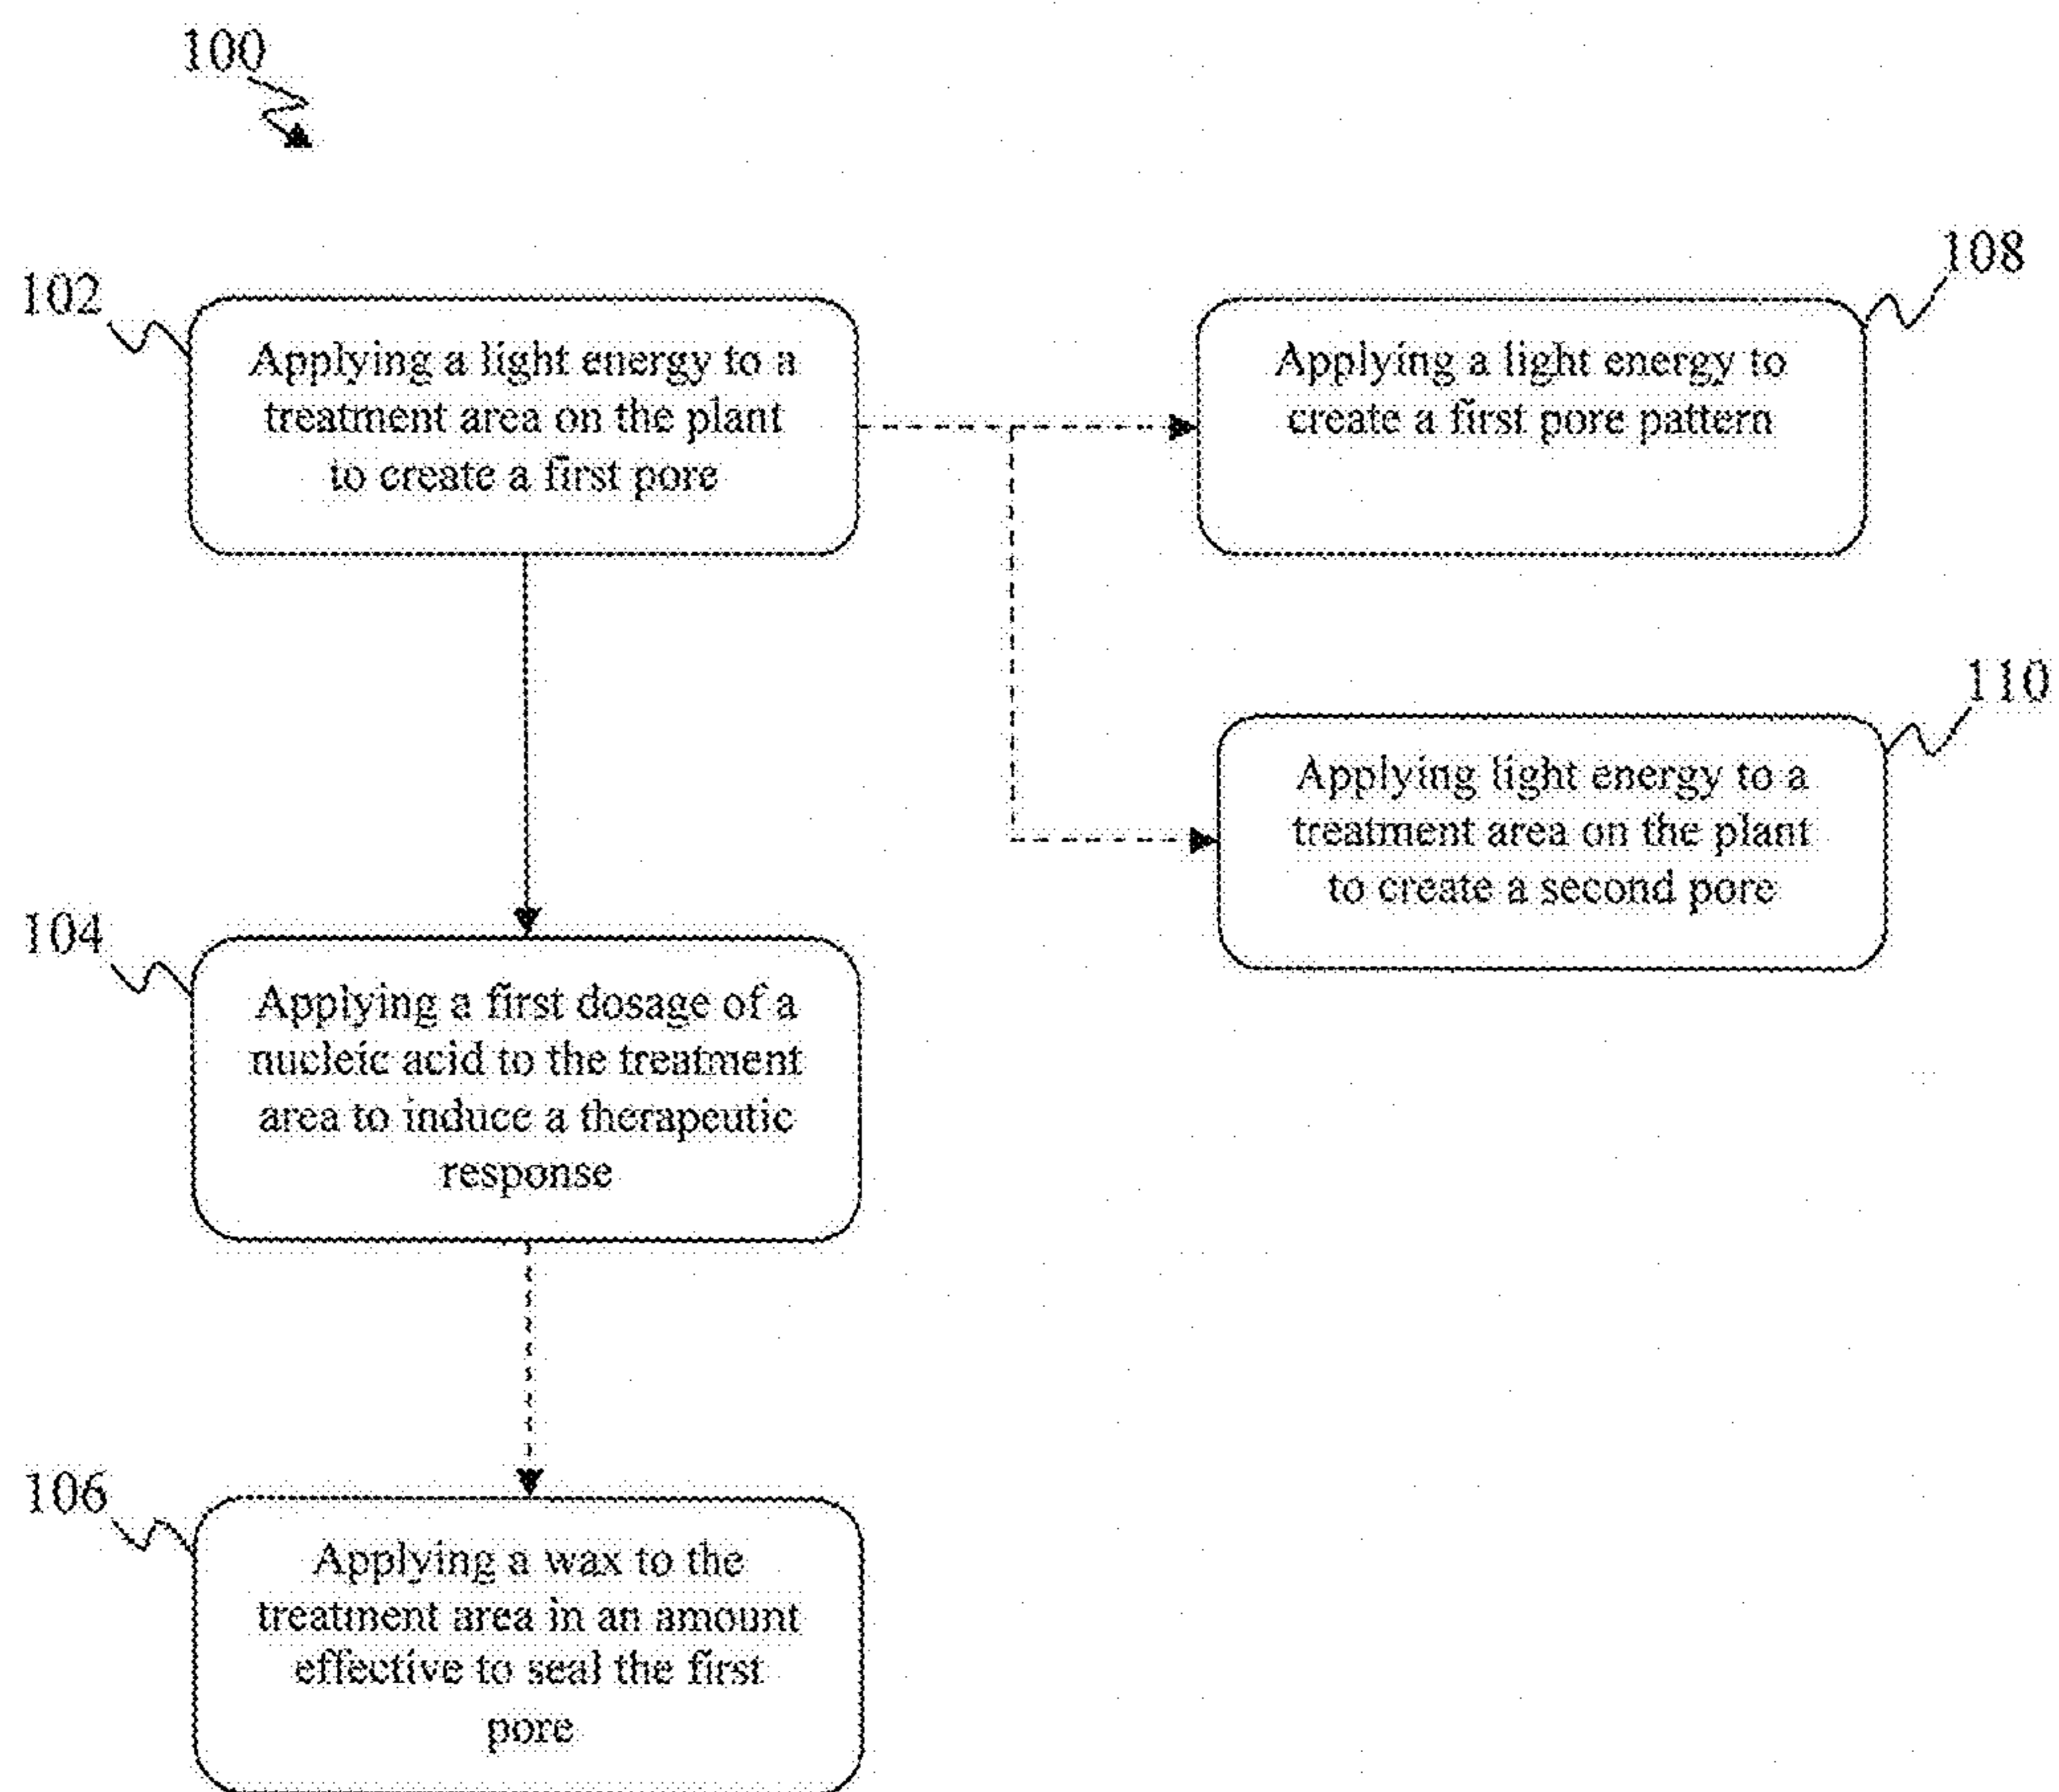 100
102
Applying a light energy to a
treatment area on the plant
to create a first pore
108
Applying a light energy to
create a first pore pattern
110
Applying light energy to a
treatment area on the plant
to create a second pore
104
Applying a first dosage of a
nucleic acid to the treatment
area to induce a therapeutic
response
106
Applying a wax to the
treatment area in an amount
effective to seal the first
pore